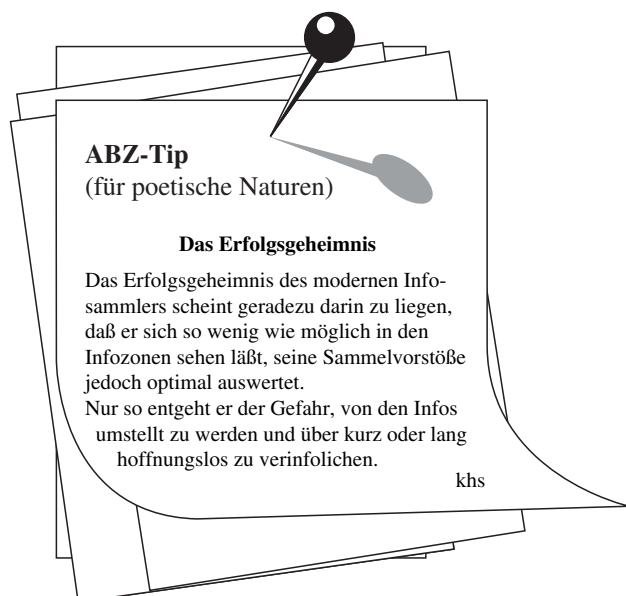 ABZ-Tip
(für poetische Naturen)
Das Erfolgsgeheimnis
Das Erfolgsgeheimnis des modernen Info-
sammlers scheint geradezu darin zu liegen,
daß er sich so wenig wie möglich in den
Infozonen sehen läßt, seine Sammelvorstöße
jedoch optimal auswertet.
Nur so entgeht er der Gefahr, von den Infos
umstellt zu werden und über kurz oder lang
hoffnungslos zu verinfolichen.
khs